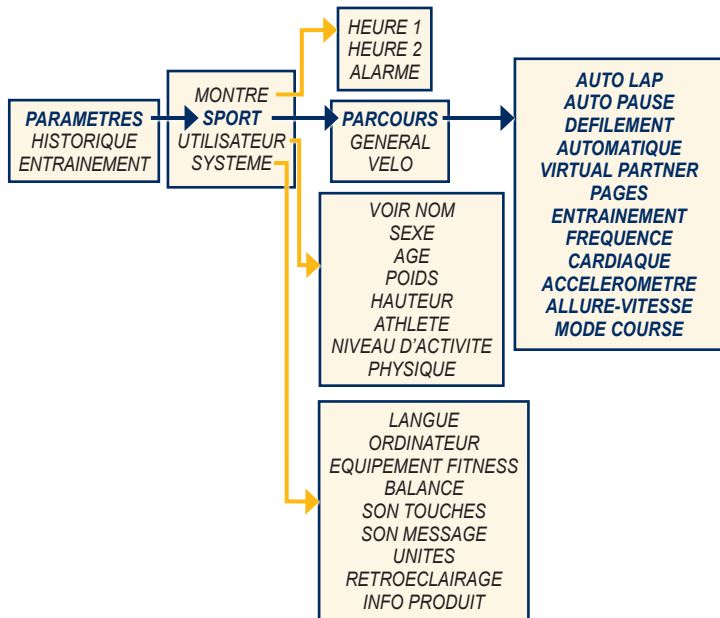 PARAMETRES
HISTORIQUE
ENTRAINEMENT
MONTRE
SPORT
UTILISATEUR
SYSTEME
HEURE 1
HEURE 2
ALARME
PARCOURS
GENERAL
VELO
VOIR NOM
SEXE
AGE
POIDS
HAUTEUR
ATHLETE
NIVEAU D'ACTIVITE
PHYSIQUE
LANGUE
ORDINATEUR
EQUIPEMENT FITNESS
BALANCE
SON TOUCHES
SON MESSAGE
UNITES
RETROECLAIRAGE
INFO PRODUIT
AUTO LAP
AUTO PAUSE
DEFILEMENT
AUTOMATIQUE
VIRTUAL PARTNER
PAGES
ENTRAINEMENT
FREQUENCE
CARDIAQUE
ACCELEROMETRE
ALLURE-VITESSE
MODE COURSE